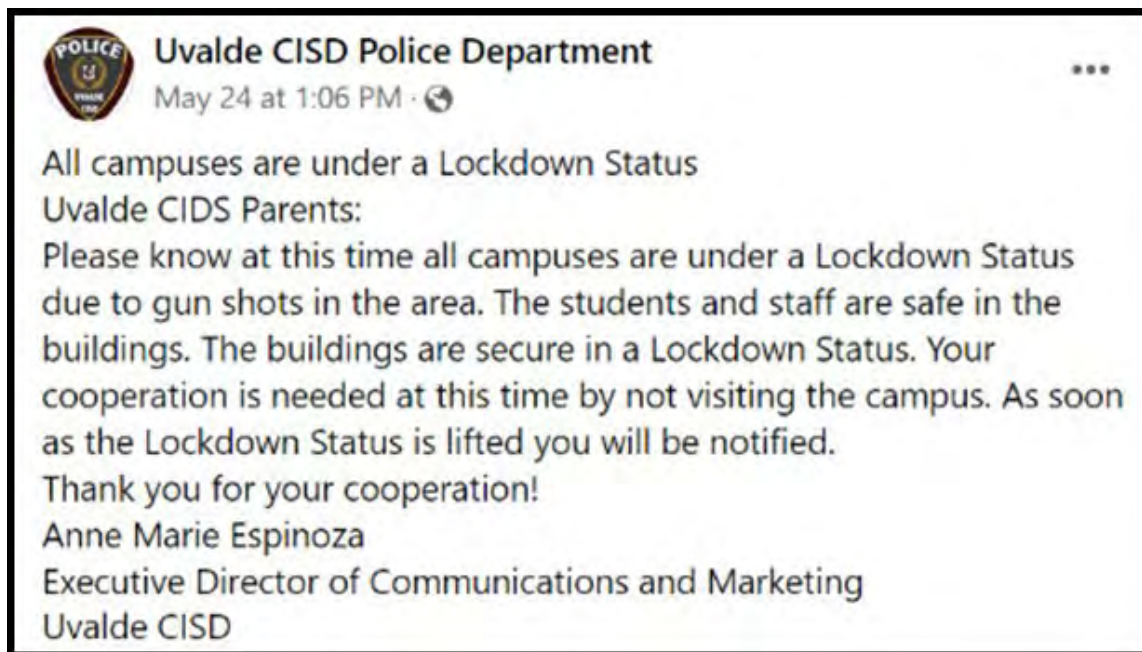 POLICE
Uvalde CISD Police Department
May 24 at 1:06 PM ·
All campuses are under a Lockdown Status
Uvalde CIDS Parents:
Please know at this time all campuses are under a Lockdown Status
due to gun shots in the area. The students and staff are safe in the
buildings. The buildings are secure in a Lockdown Status. Your
cooperation is needed at this time by not visiting the campus. As soon
as the Lockdown Status is lifted you will be notified.
Thank you for your cooperation!
Anne Marie Espinoza
Executive Director of Communications and Marketing
Uvalde CISD